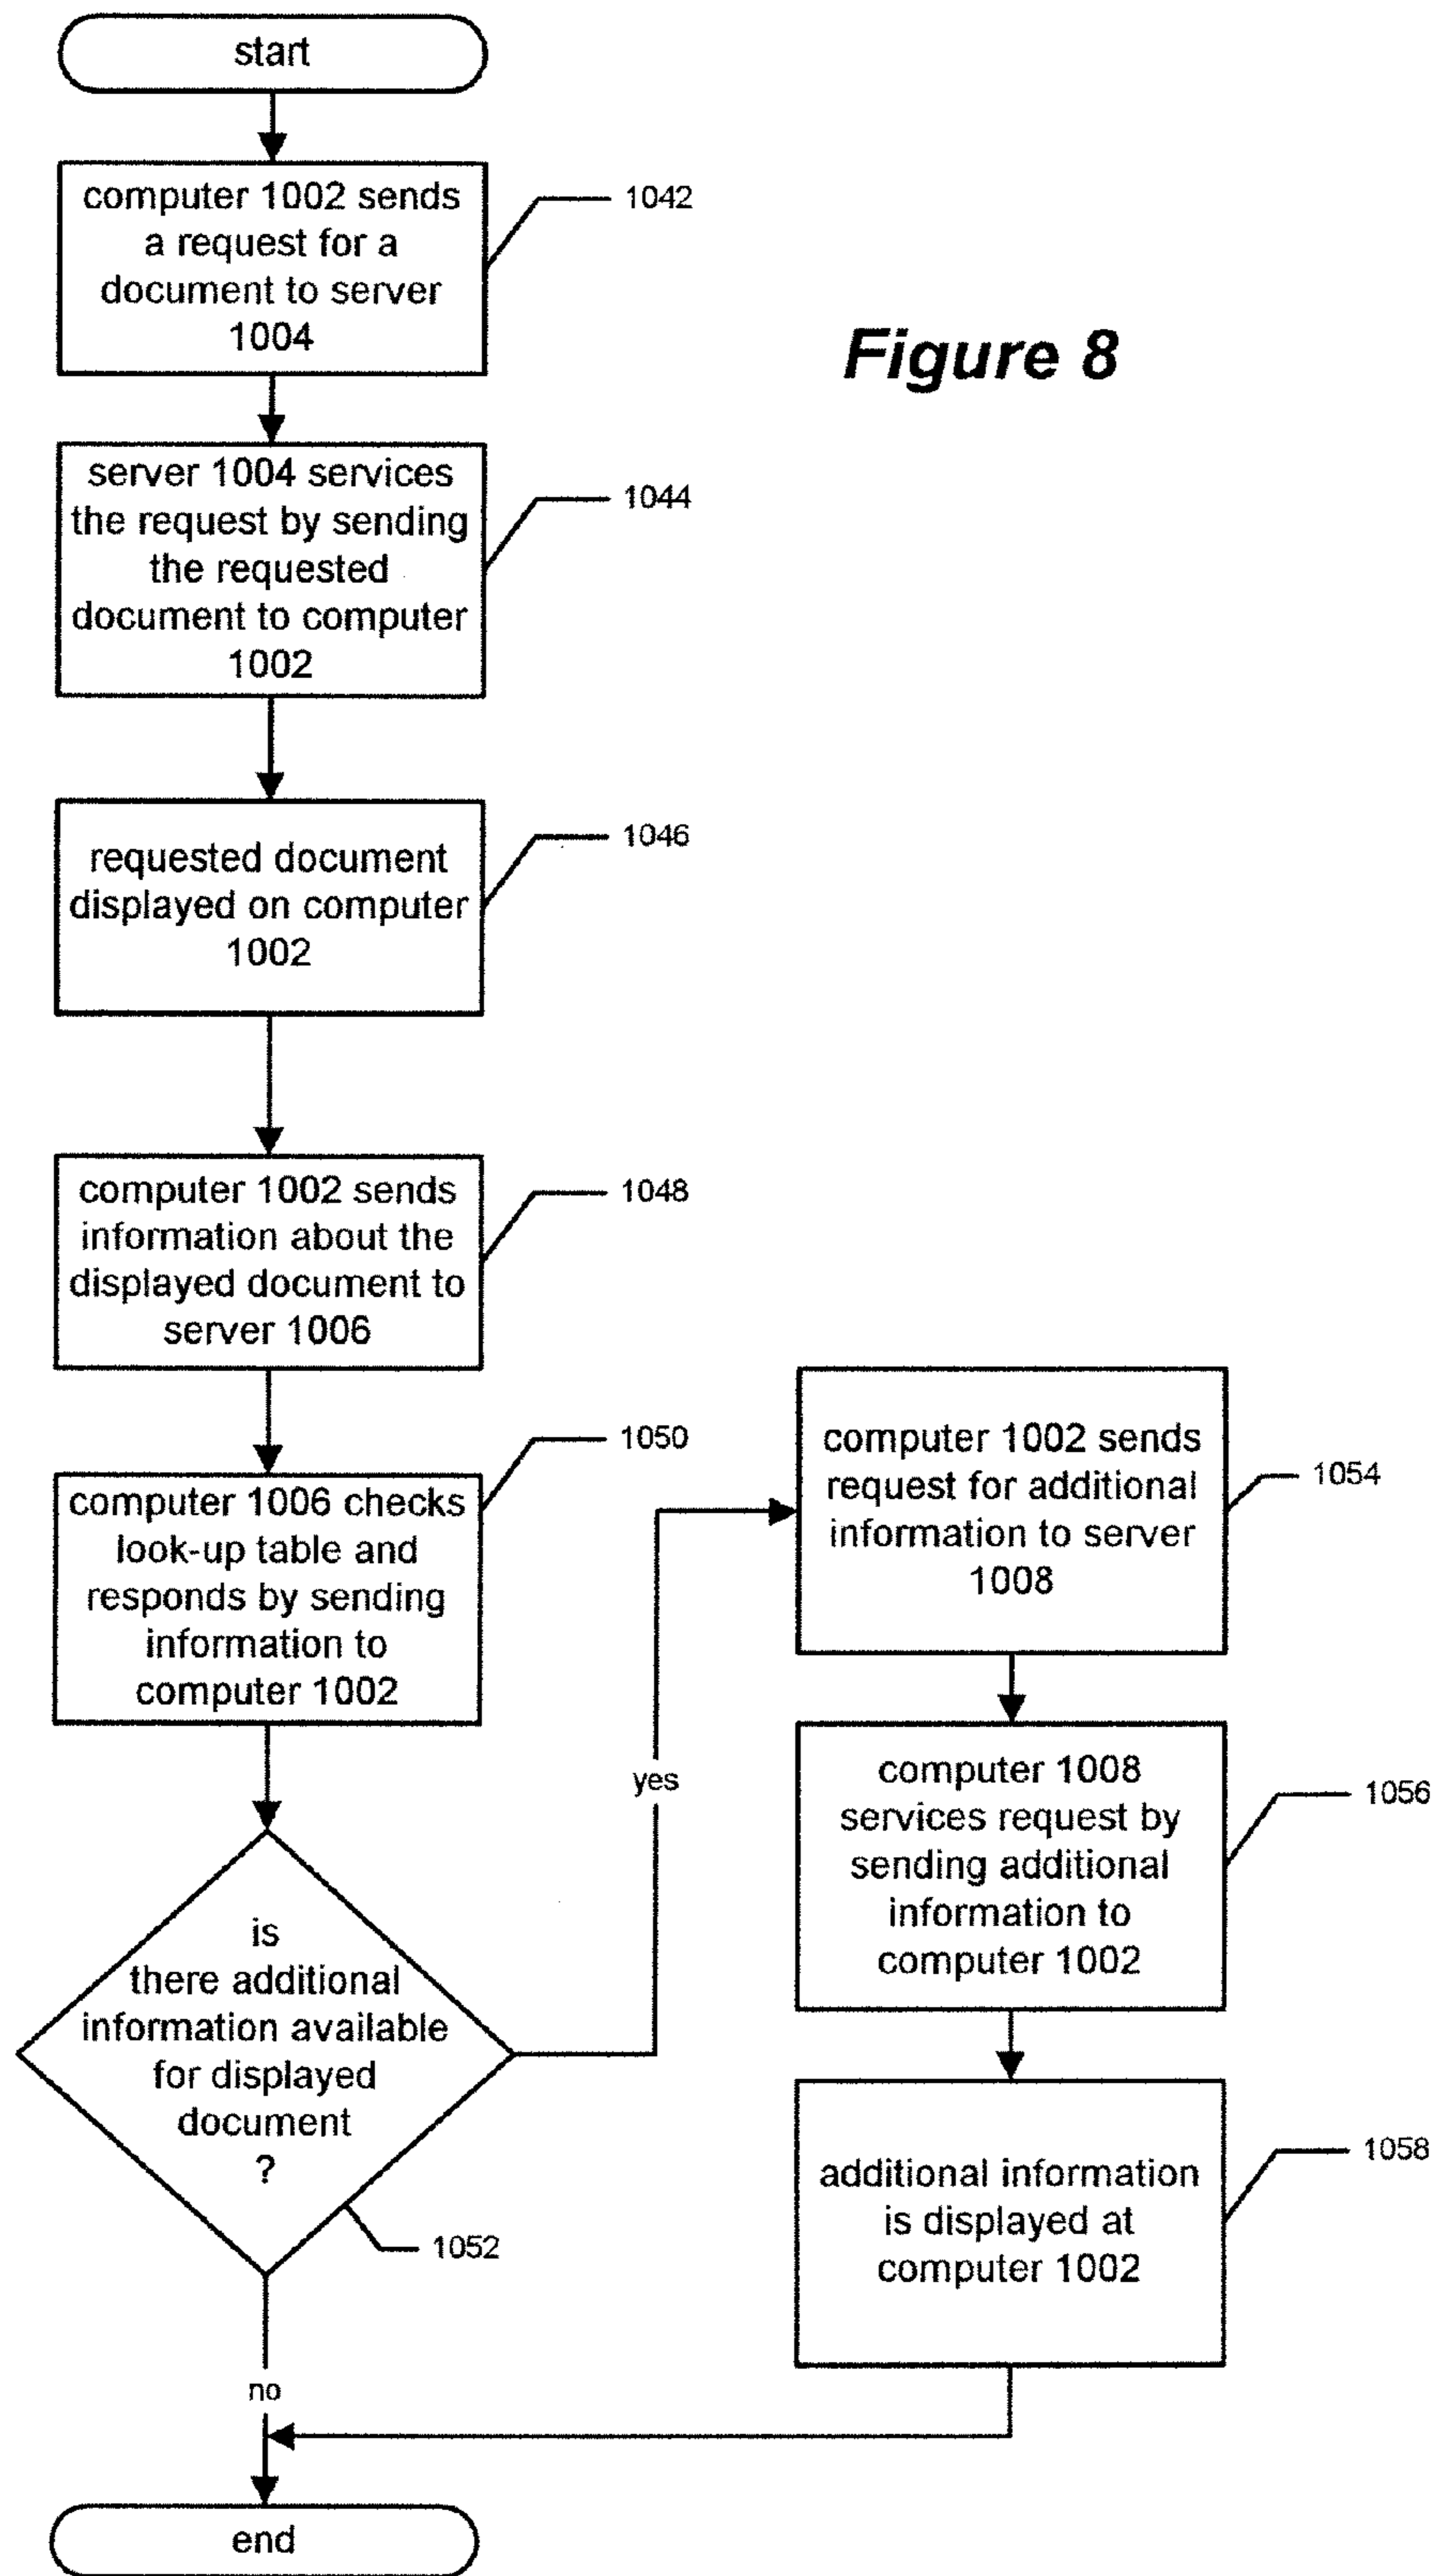 start
computer 1002 sends
a request for a
document to server
1004
1042
Figure 8
server 1004 services
the request by sending
the requested
document to computer
1002
1044
requested document
displayed on computer
1002
1046
computer 1002 sends
information about the
displayed document to
server 1006
1048
computer 1006 checks
look-up table and
responds by sending
information to
computer 1002
1050
is
there additional
information available
for displayed
document
?
1052
yes
no
computer 1002 sends
request for additional
information to server
1008
1054
computer 1008
services request by
sending additional
information to
computer 1002
1056
additional information
is displayed at
computer 1002
1058
end